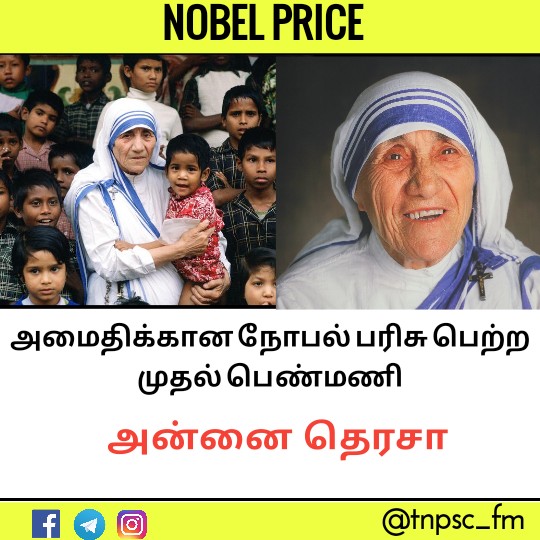 NOBEL PRICE
அமைதிக்கான நோபல் பரிசு பெற்ற
முதல் பெண்மணி
அன்னை தெரசா
@tnpsc_fm